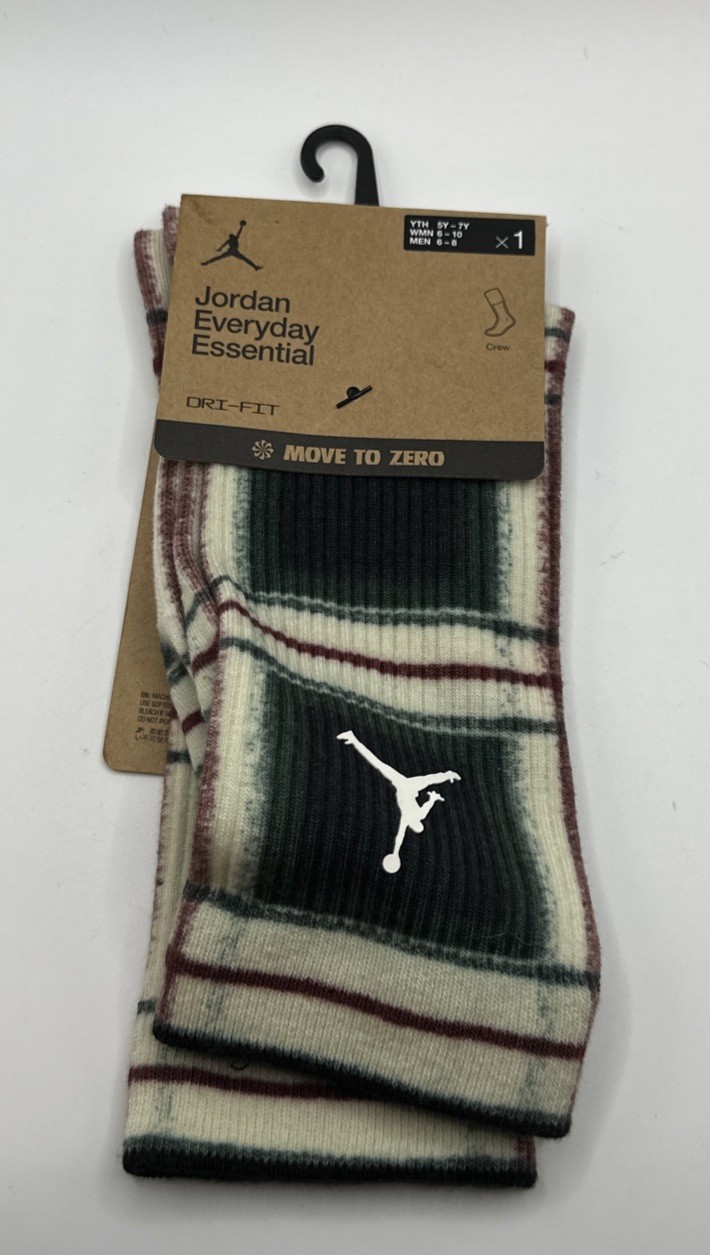 YTH 5Y – 7Y
WMN 6 – 10
MEN 6 – 8
×1
Jordan
Everyday
Essential
Crew
DRI-FIT
MOVE TO ZERO